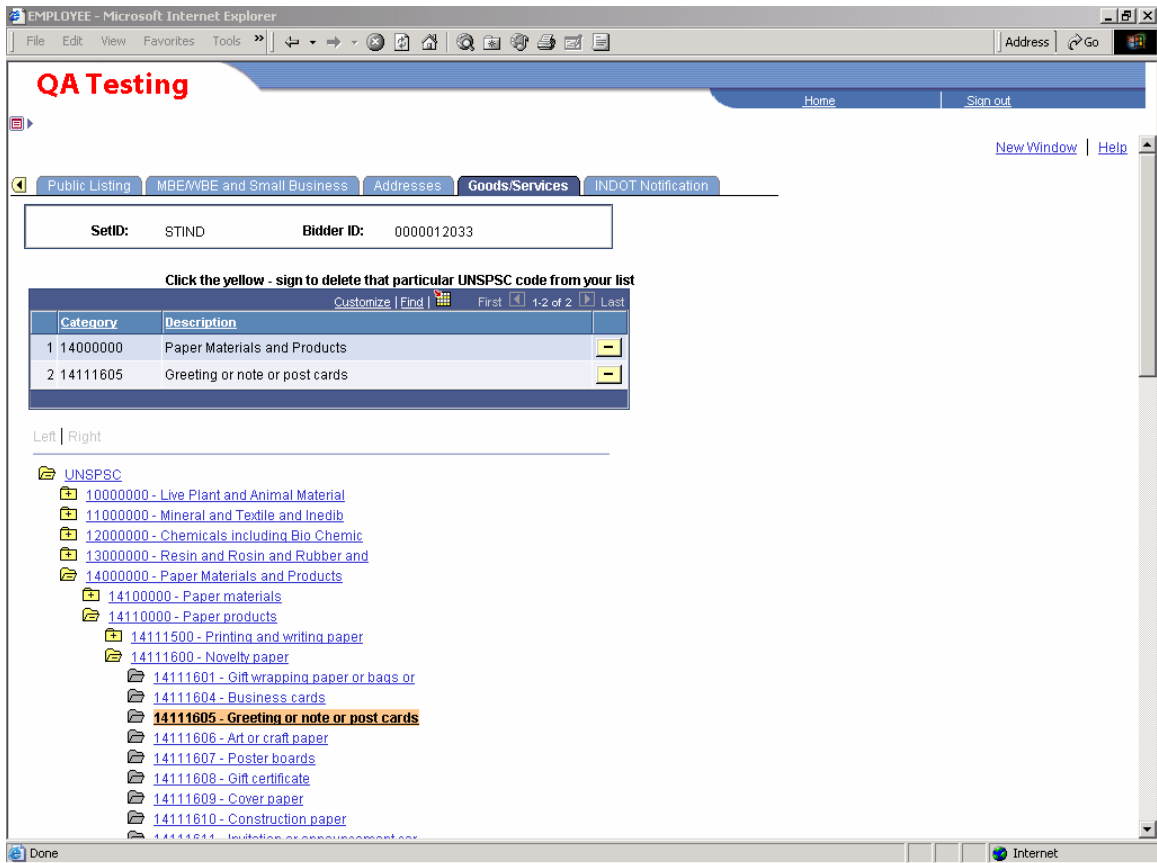 EMPLOYEE - Microsoft Internet Explorer
File Edit View Favorites Tools » Address Go
QA Testing
Home Sign out
New Window | Help
Public Listing MBE/WBE and Small Business Addresses Goods/Services INDOT Notification
SetID: STIND Bidder ID: 0000012033
Click the yellow - sign to delete that particular UNSPSC code from your list
Customize | Find | First 1-2 of 2 Last
Category Description
1 14000000 Paper Materials and Products
2 14111605 Greeting or note or post cards
Left | Right
UNSPSC
10000000 - Live Plant and Animal Material
11000000 - Mineral and Textile and Inedib
12000000 - Chemicals including Bio Chemic
13000000 - Resin and Rosin and Rubber and
14000000 - Paper Materials and Products
14100000 - Paper materials
14110000 - Paper products
14111500 - Printing and writing paper
14111600 - Novelty paper
14111601 - Gift wrapping paper or bags or
14111604 - Business cards
14111605 - Greeting or note or post cards
14111606 - Art or craft paper
14111607 - Poster boards
14111608 - Gift certificate
14111609 - Cover paper
14111610 - Construction paper
14111611 - Invitation or announcement car
Done Internet